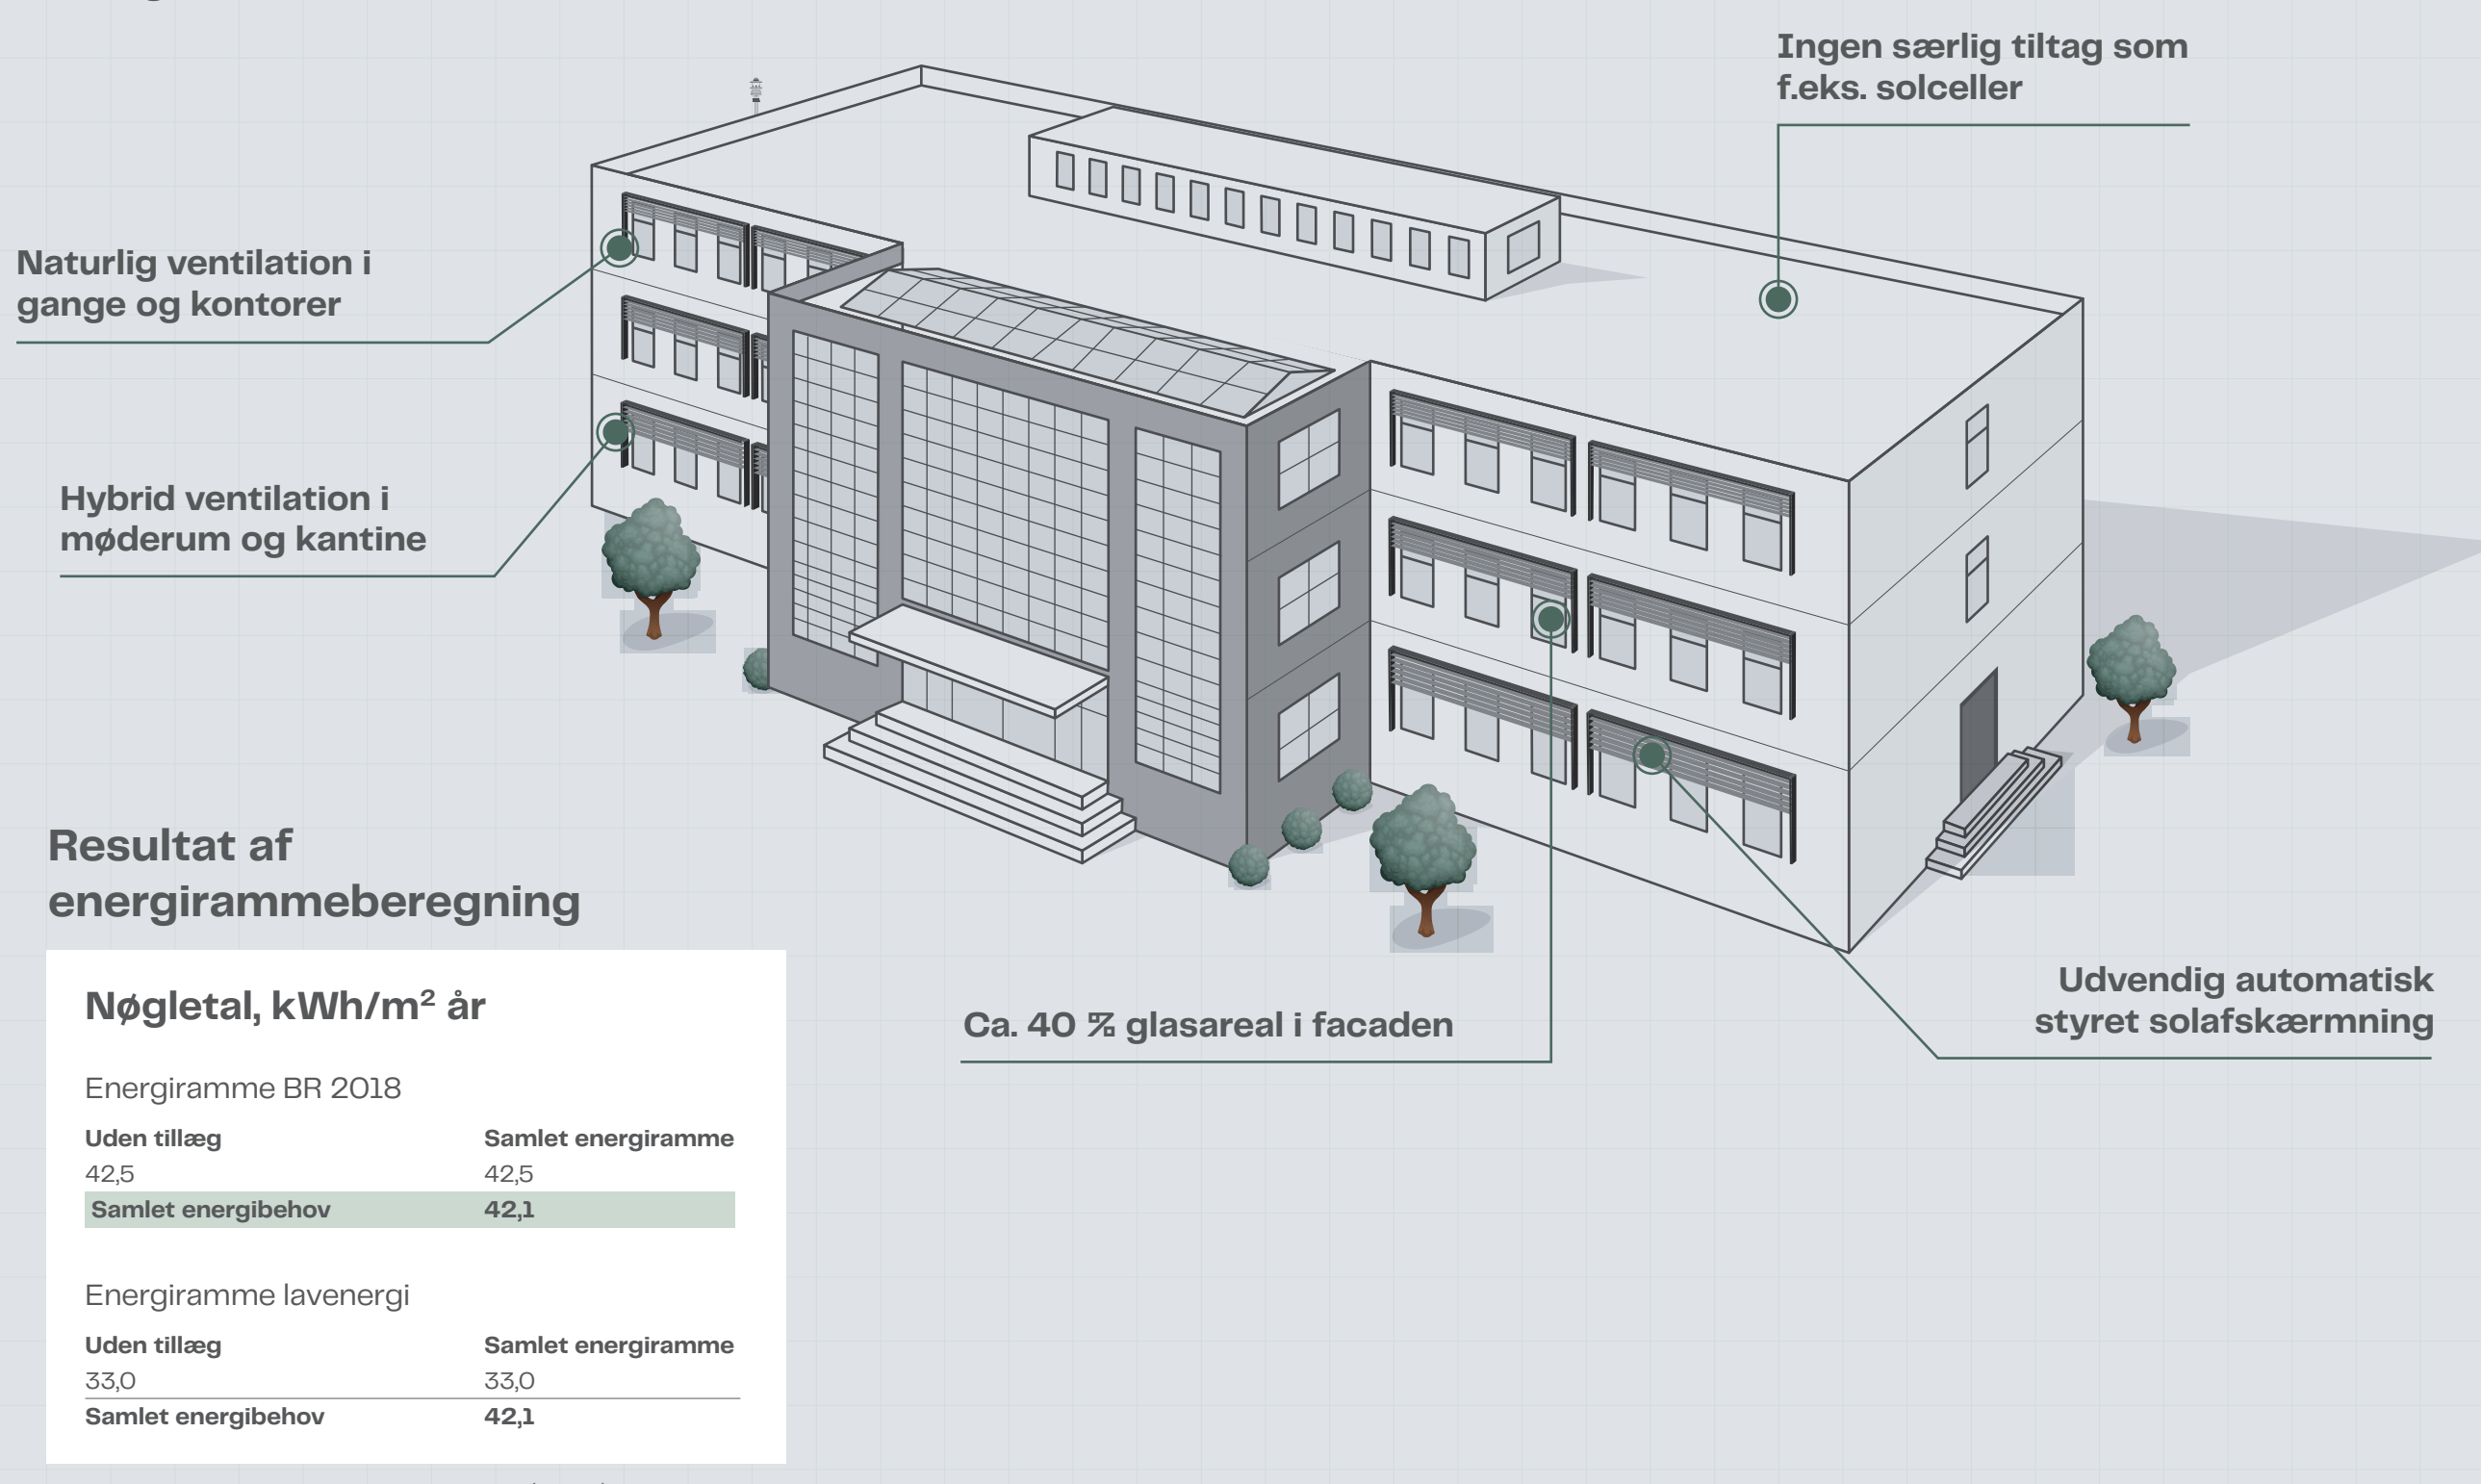 Ingen særlig tiltag som
f.eks. solceller
Naturlig ventilation i
gange og kontorer
Hybrid ventilation i
møderum og kantine
Ca. 40 % glasareal i facaden
Udvendig automatisk
styret solafskærmning
Resultat af
energirammeberegning
Nøgletal, kWh/m² år
Energiramme BR 2018
Uden tillæg Samlet energiramme
42,5 42,5
Samlet energibehov 42,1
Energiramme lavenergi
Uden tillæg Samlet energiramme
33,0 33,0
Samlet energibehov 42,1